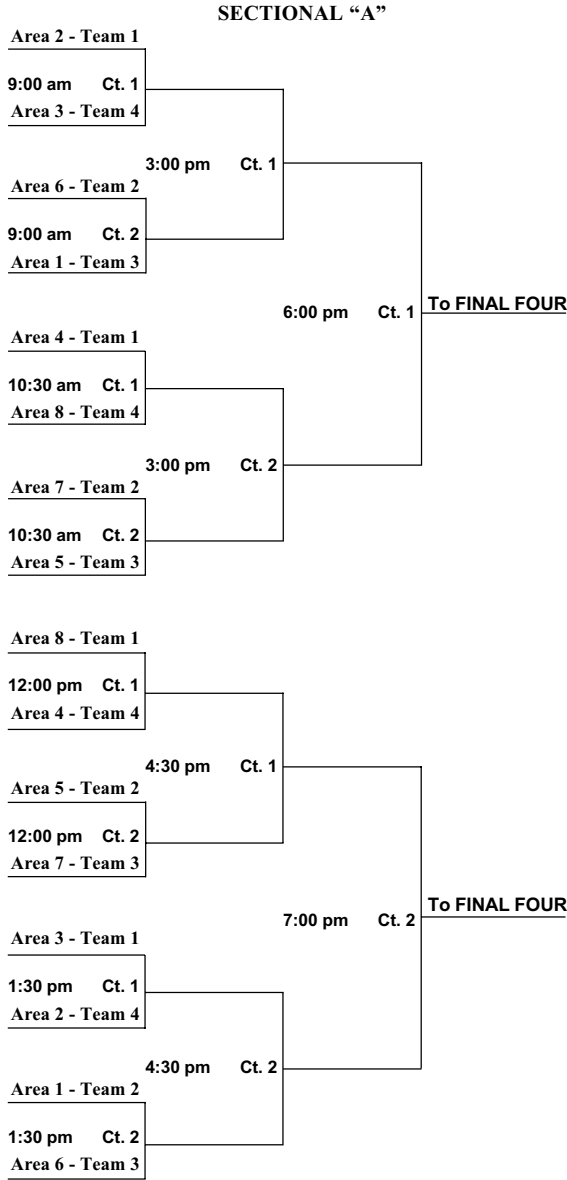 SECTIONAL “A”
Area 2 - Team 1
9:00 am Ct. 1
Area 3 - Team 4
3:00 pm Ct. 1
Area 6 - Team 2
9:00 am Ct. 2
Area 1 - Team 3
6:00 pm Ct. 1 To FINAL FOUR
Area 4 - Team 1
10:30 am Ct. 1
Area 8 - Team 4
3:00 pm Ct. 2
Area 7 - Team 2
10:30 am Ct. 2
Area 5 - Team 3
Area 8 - Team 1
12:00 pm Ct. 1
Area 4 - Team 4
4:30 pm Ct. 1
Area 5 - Team 2
12:00 pm Ct. 2
Area 7 - Team 3
7:00 pm Ct. 2 To FINAL FOUR
Area 3 - Team 1
1:30 pm Ct. 1
Area 2 - Team 4
4:30 pm Ct. 2
Area 1 - Team 2
1:30 pm Ct. 2
Area 6 - Team 3